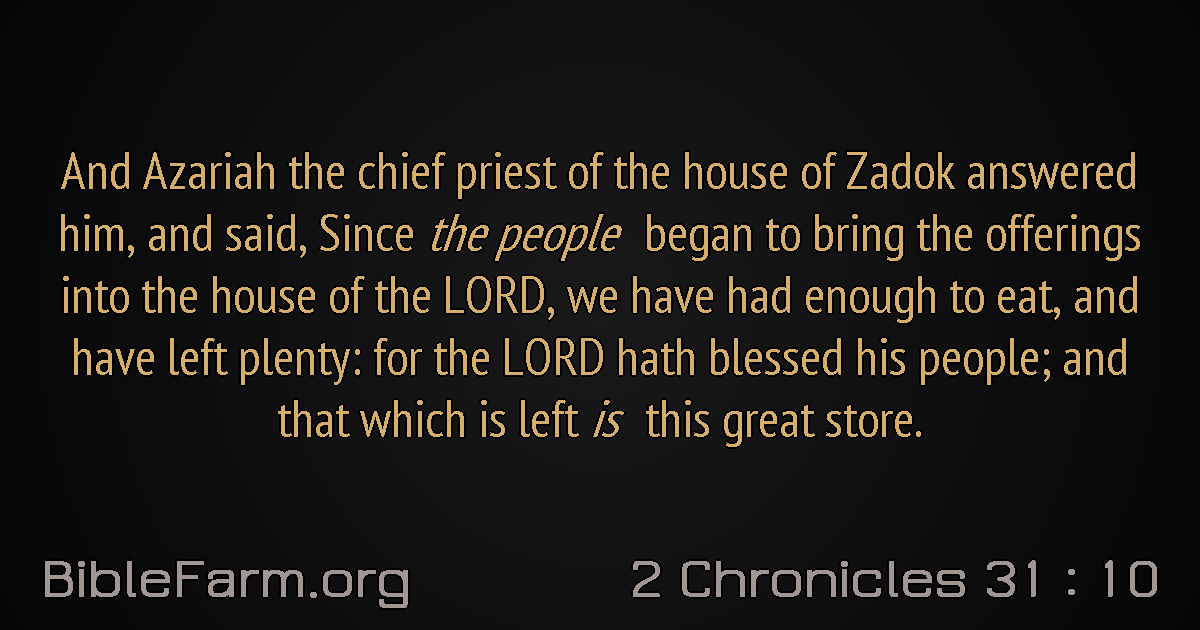 And Azariah the chief priest of the house of Zadok answered
him, and said, Since the people began to bring the offerings
into the house of the LORD, we have had enough to eat, and
have left plenty: for the LORD hath blessed his people; and
that which is left is this great store.
BibleFarm.org
2 Chronicles 31 : 10